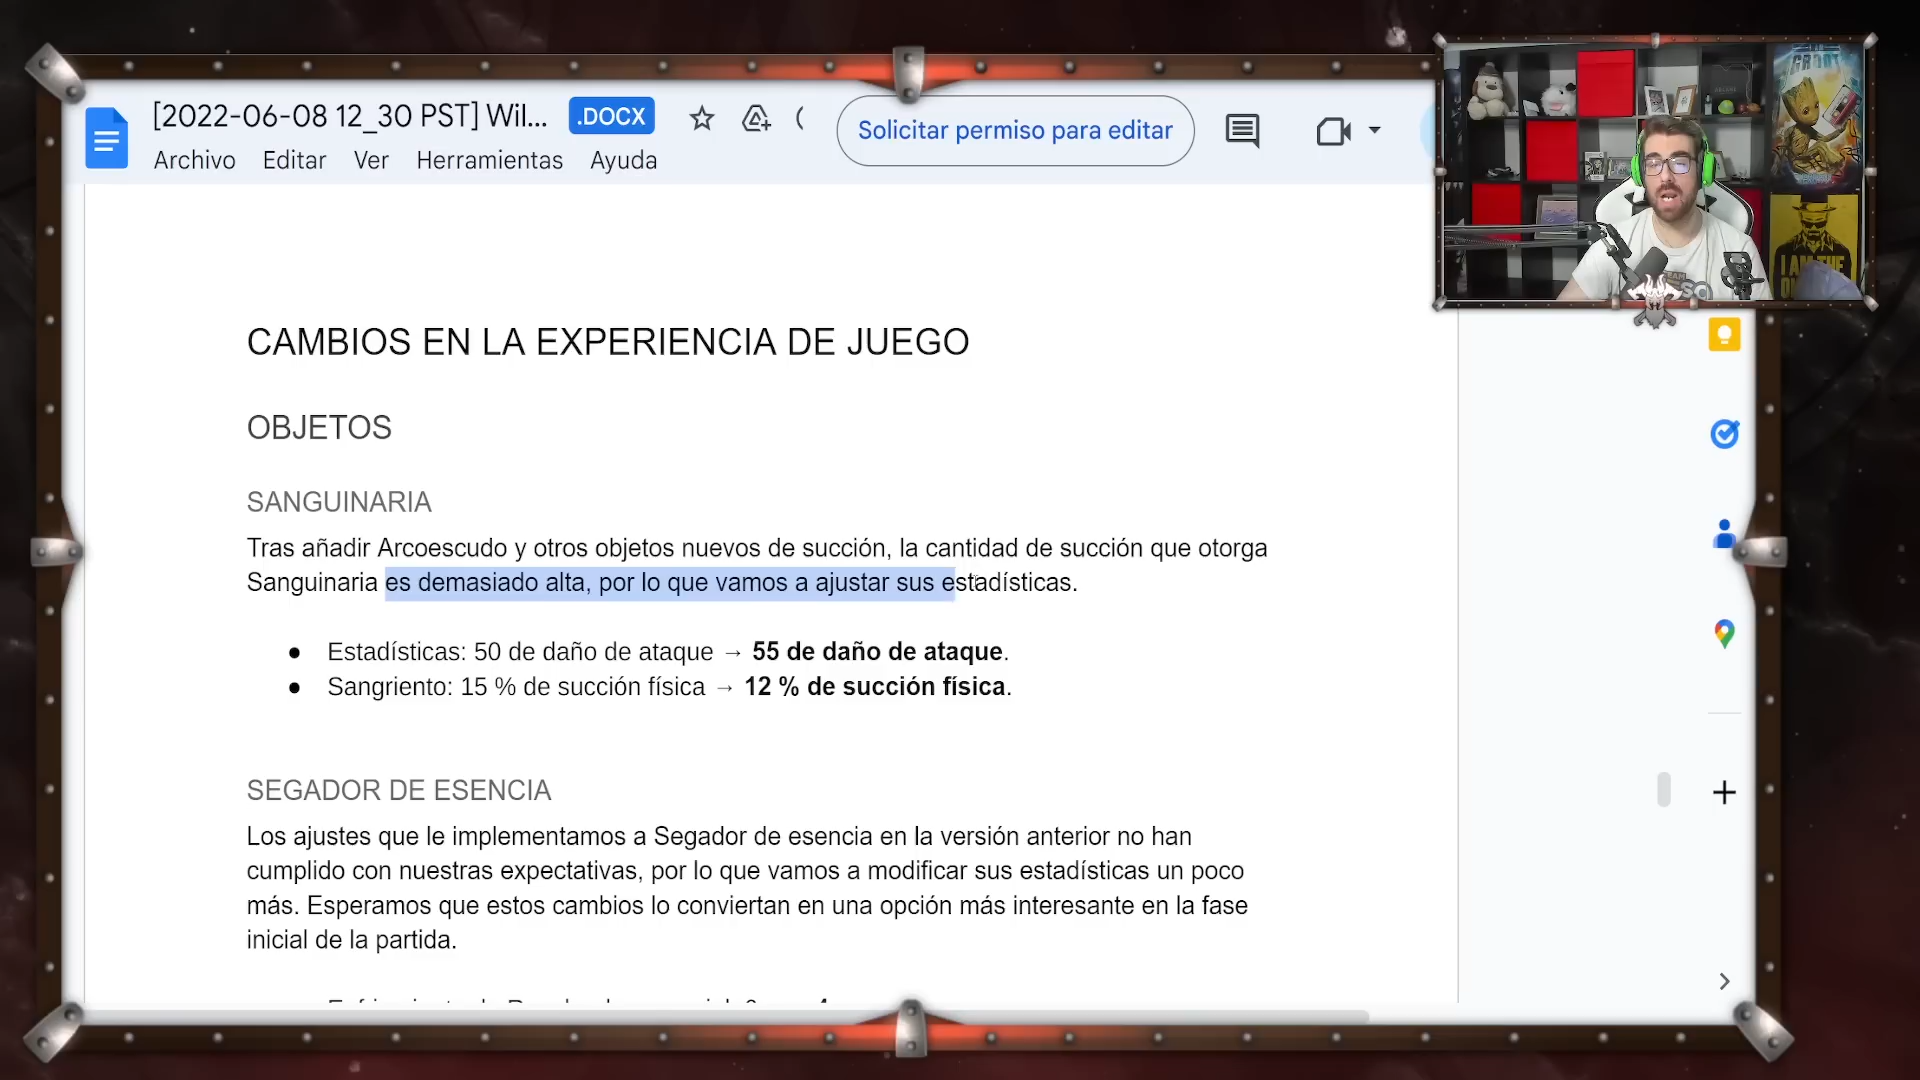 [2022-06-08 12_30 PST] Wil...
.DOCX
Solicitar permiso para editar
Archivo
Editar
Ver
Herramientas
Ayuda
CAMBIOS EN LA EXPERIENCIA DE JUEGO
OBJETOS
SANGUINARIA
Tras añadir Arcoescudo y otros objetos nuevos de succión, la cantidad de succión que otorga
Sanguinaria es demasiado alta, por lo que vamos a ajustar sus estadísticas.
● Estadísticas: 50 de daño de ataque → 55 de daño de ataque.
● Sangriento: 15 % de succión física → 12 % de succión física.
SEGADOR DE ESENCIA
Los ajustes que le implementamos a Segador de esencia en la versión anterior no han
cumplido con nuestras expectativas, por lo que vamos a modificar sus estadísticas un poco
más. Esperamos que estos cambios lo conviertan en una opción más interesante en la fase
inicial de la partida.
GROOT
I AM THE